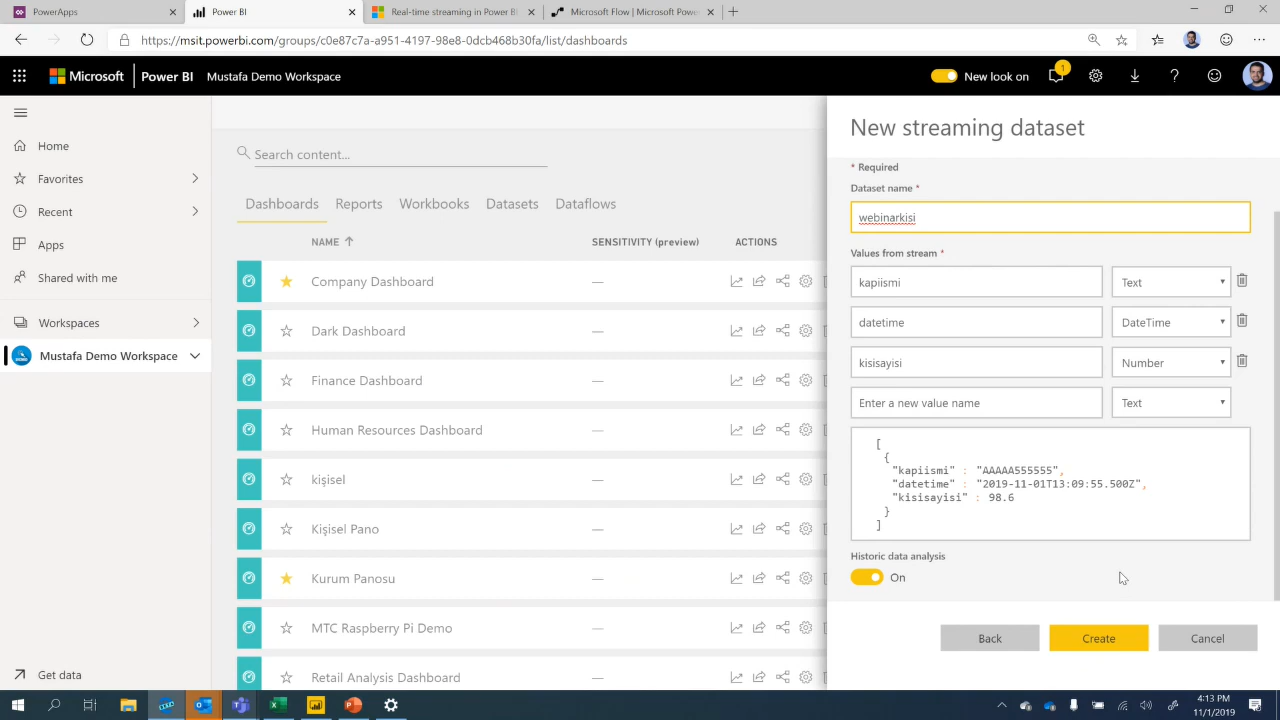 PowerApps
Power BI
Real-time streaming in Power B
Microsoft Flow | Microsoft Power
https://msit.powerbi.com/groups/c0e87c7a-a951-4197-98e8-0dcb468b30fa/list/dashboards
Microsoft
Power BI
Mustafa Demo Workspace
New look on
1
Home
Favorites
Recent
Apps
Shared with me
Workspaces
Mustafa Demo Workspace
Get data
Search content...
Dashboards Reports Workbooks Datasets Dataflows
NAME SENSITIVITY (preview) ACTIONS
Company Dashboard —
Dark Dashboard —
Finance Dashboard —
Human Resources Dashboard —
kişisel —
Kişisel Pano —
Kurum Panosu —
MTC Raspberry Pi Demo —
Retail Analysis Dashboard —
New streaming dataset
* Required
Dataset name *
webinarkisi
Values from stream *
kapiismi Text
datetime DateTime
kisisayisi Number
Enter a new value name Text
[
{
"kapiismi" : "AAAAA555555",
"datetime" : "2019-11-01T13:09:55.500Z",
"kisisayisi" : 98.6
}
]
Historic data analysis
On
Back Create Cancel
4:13 PM
11/1/2019